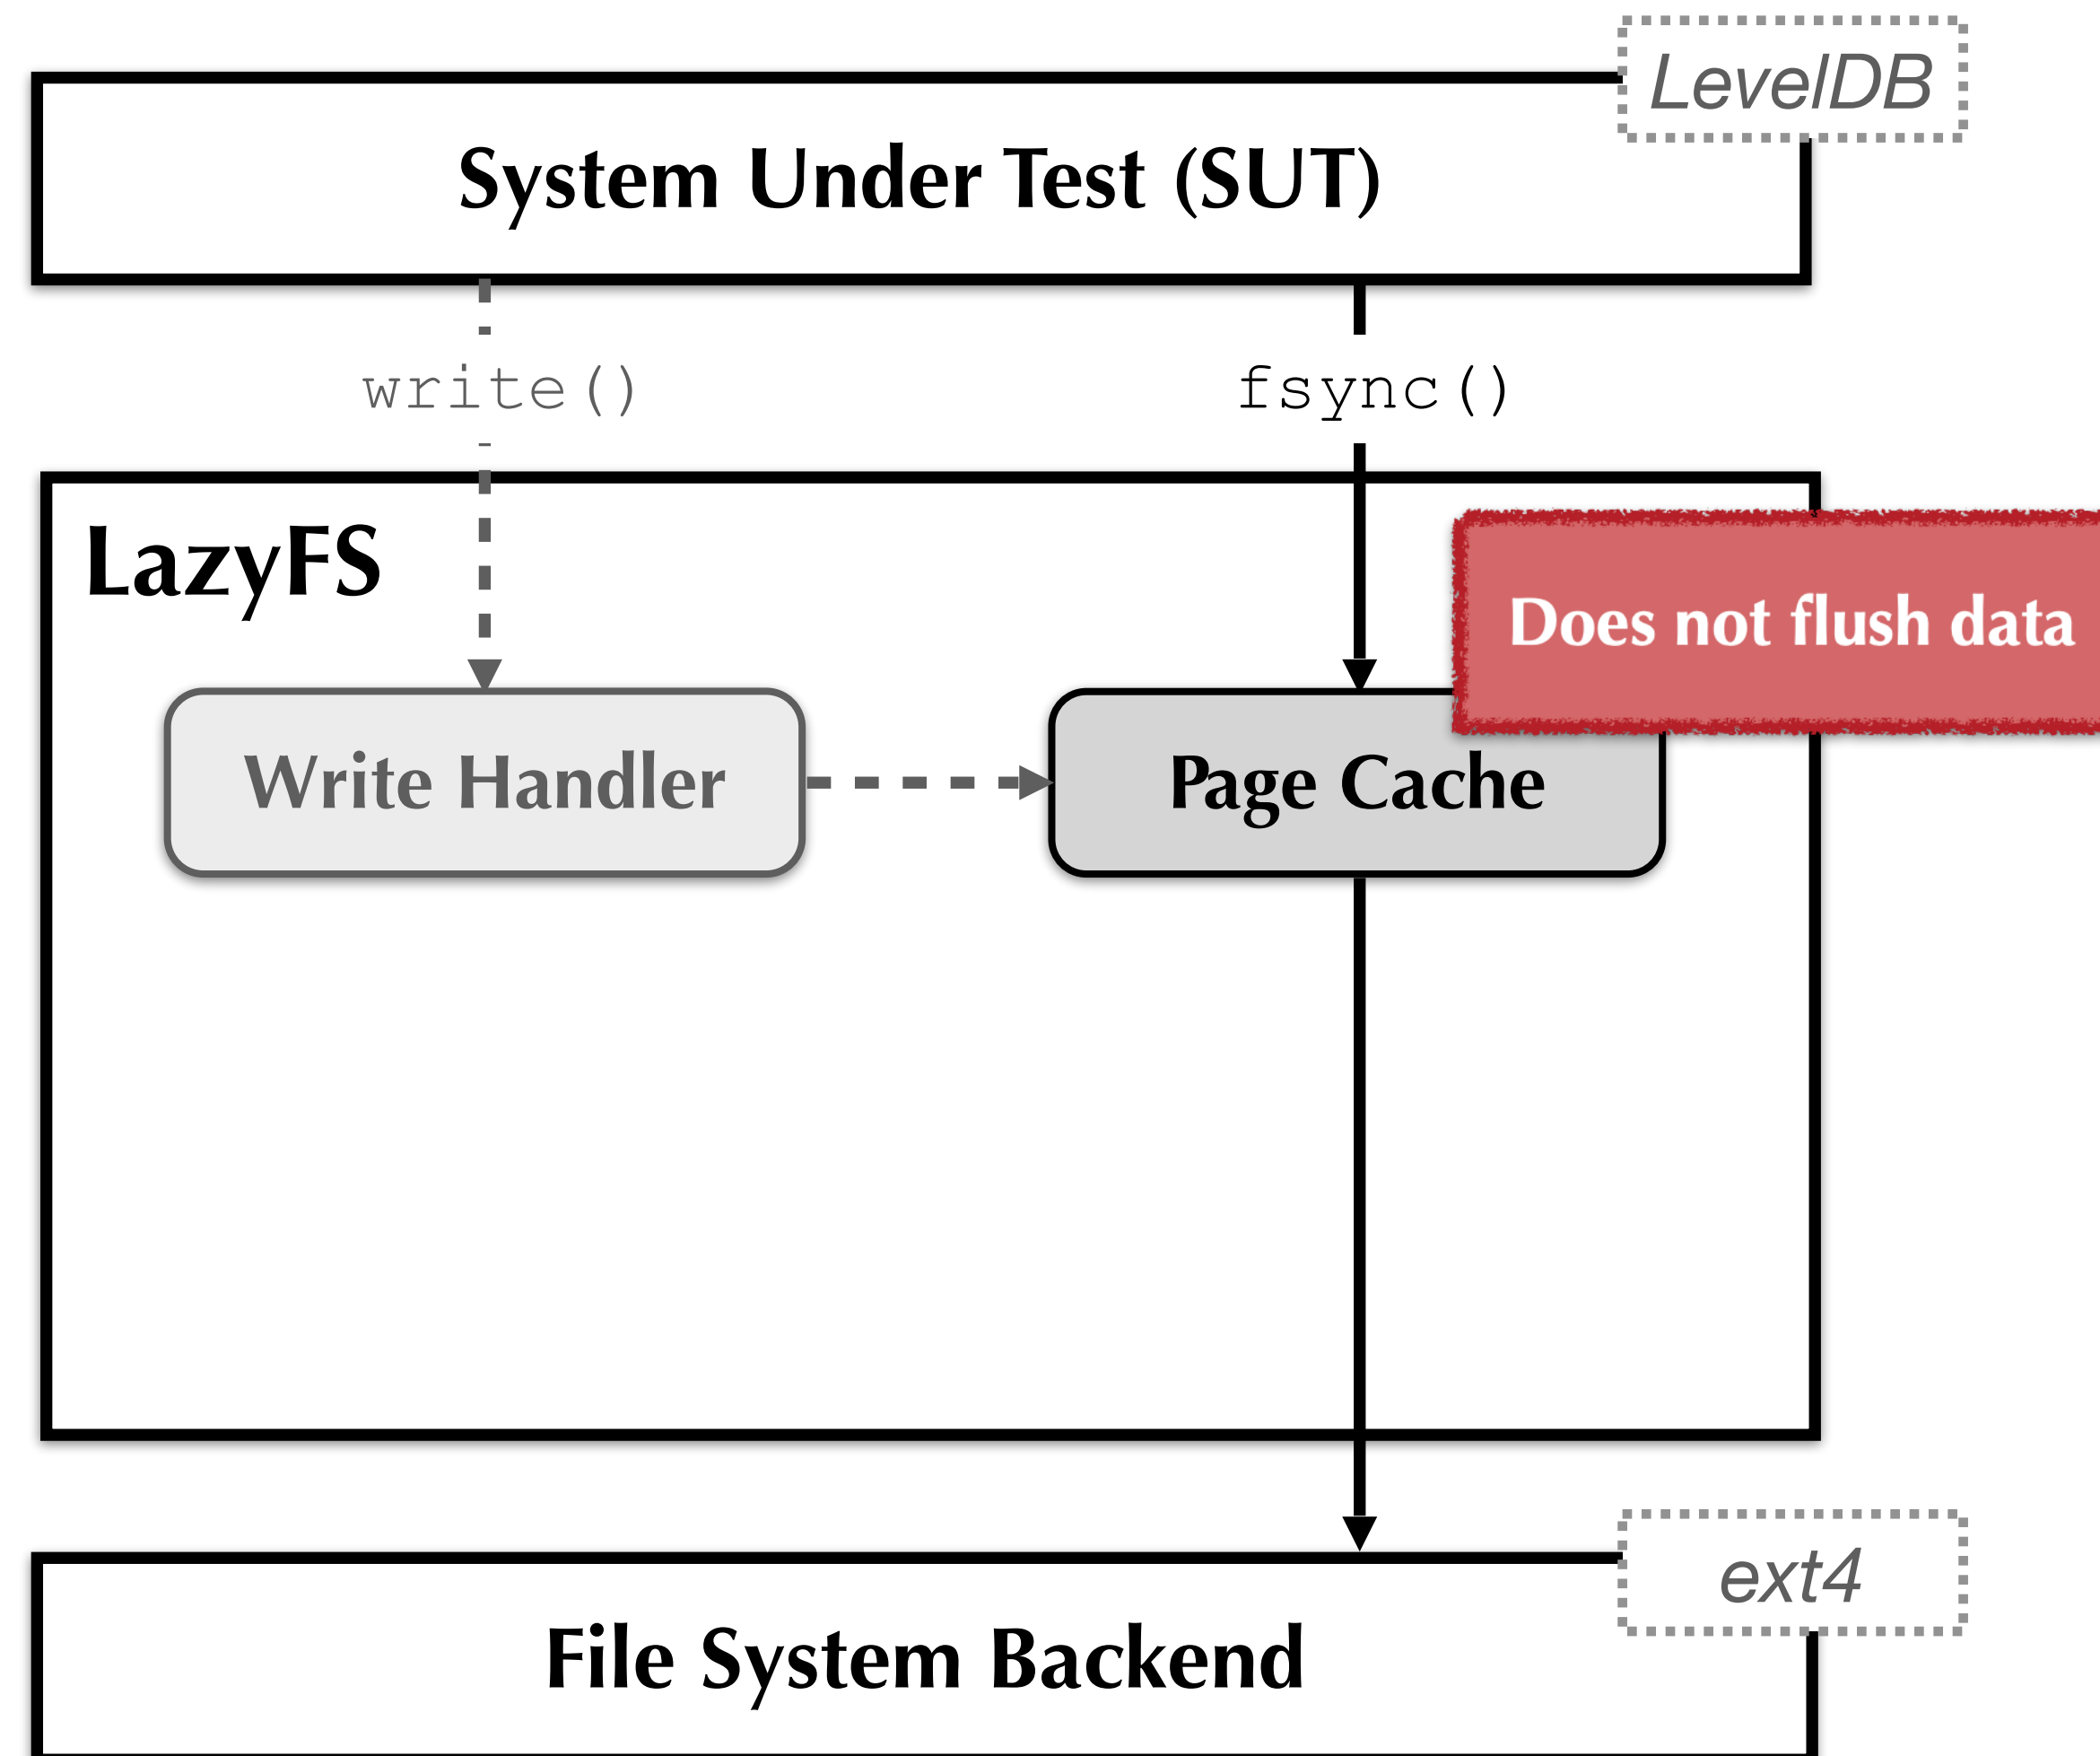 LevelDB
System Under Test (SUT)
write()
fsync()
LazyFS
Does not flush data
Write Handler
Page Cache
ext4
File System Backend